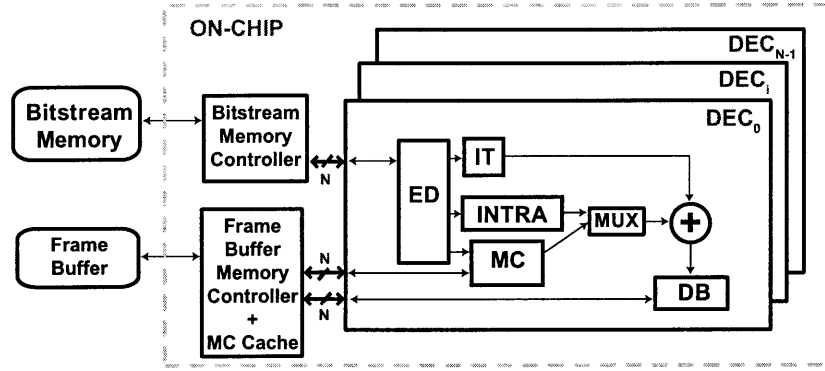 ON-CHIP
DEC N-1
DEC i
DEC 0
Bitstream
Memory
Bitstream
Memory
Controller
N
ED
IT
INTRA
MUX
+
MC
DB
Frame
Buffer
Frame
Buffer
Memory
Controller
+
MC Cache
N
N